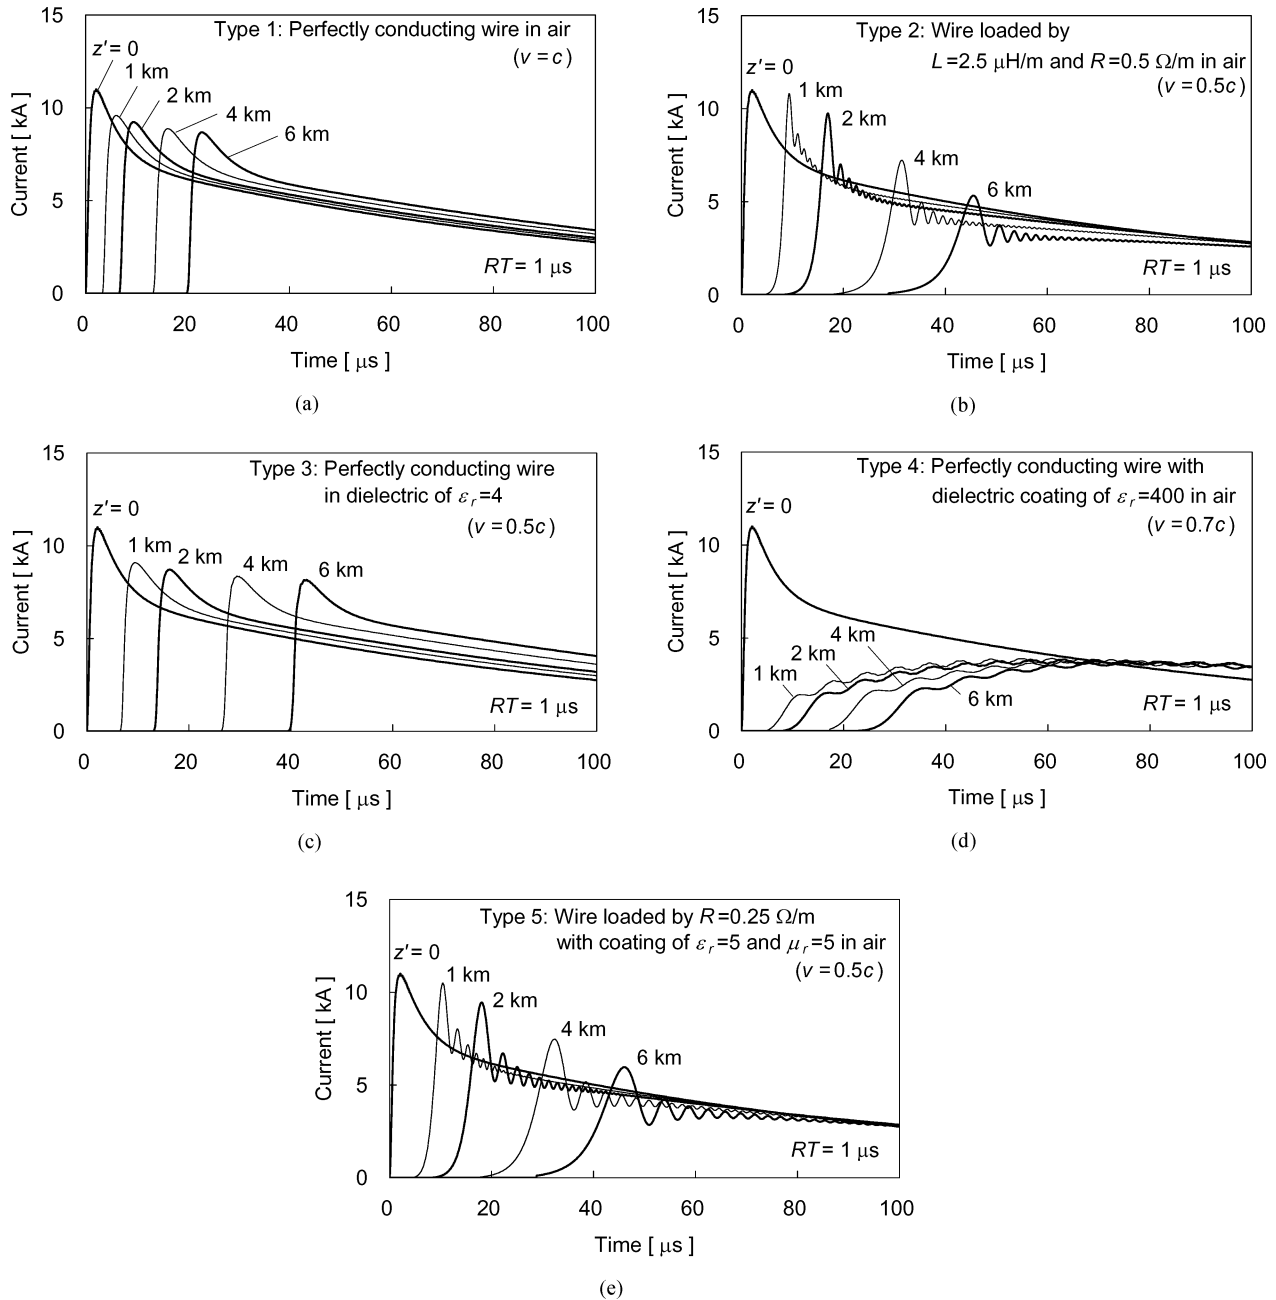 15
10
5
0
Current [ kA ]
Type 1: Perfectly conducting wire in air
(v = c)
z' = 0
1 km
2 km
4 km
6 km
RT = 1 μs
0 20 40 60 80 100
Time [ μs ]
(a)
15
10
5
0
Current [ kA ]
Type 2: Wire loaded by
L=2.5 μH/m and R=0.5 Ω/m in air
(v = 0.5c)
z' = 0
1 km
2 km
4 km
6 km
RT = 1 μs
0 20 40 60 80 100
Time [ μs ]
(b)
15
10
5
0
Current [ kA ]
Type 3: Perfectly conducting wire
in dielectric of εr=4
(v = 0.5c)
z' = 0
1 km
2 km
4 km
6 km
RT = 1 μs
0 20 40 60 80 100
Time [ μs ]
(c)
15
10
5
0
Current [ kA ]
Type 4: Perfectly conducting wire with
dielectric coating of εr=400 in air
(v = 0.7c)
z' = 0
4 km
2 km
1 km
6 km
RT = 1 μs
0 20 40 60 80 100
Time [ μs ]
(d)
15
10
5
0
Current [ kA ]
Type 5: Wire loaded by R=0.25 Ω/m
with coating of εr=5 and μr=5 in air
(v = 0.5c)
z' = 0
1 km
2 km
4 km
6 km
RT = 1 μs
0 20 40 60 80 100
Time [ μs ]
(e)